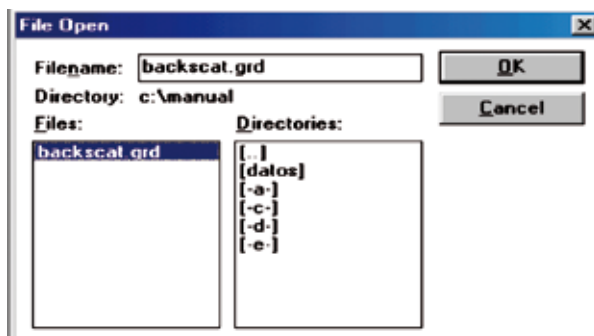 File Open
Filename: backscat.grd
OK
Directory: c:\manual
Cancel
Files:
Directories:
backscat.grd
[..]
[datos]
[-a-]
[-c-]
[-d-]
[-e-]